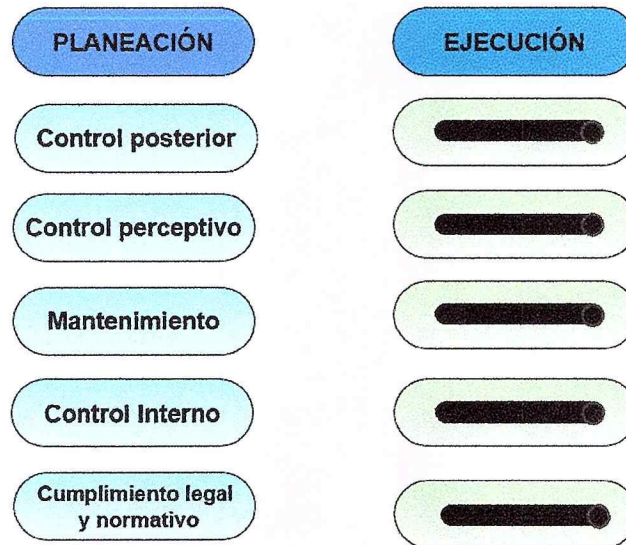 PLANEACIÓN
EJECUCIÓN
Control posterior
Control perceptivo
Mantenimiento
Control Interno
Cumplimiento legal
y normativo